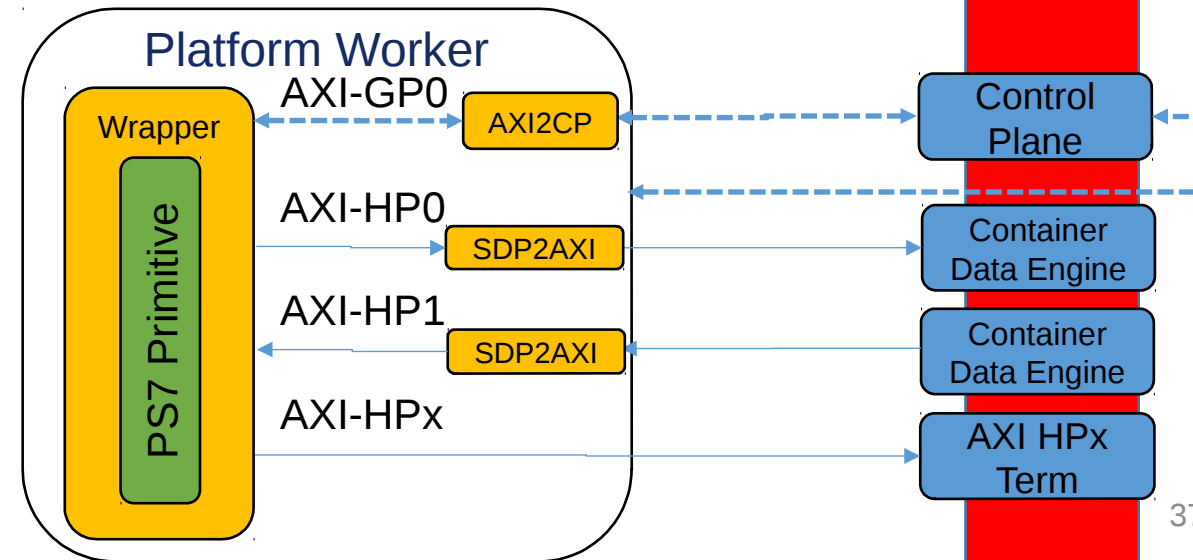 Platform Worker
AXI-GP0
Wrapper
AXI2CP
Control
Plane
AXI-HP0
SDP2AXI
Container
Data Engine
PS7 Primitive
AXI-HP1
SDP2AXI
Container
Data Engine
AXI-HPx
AXI HPx
Term
37